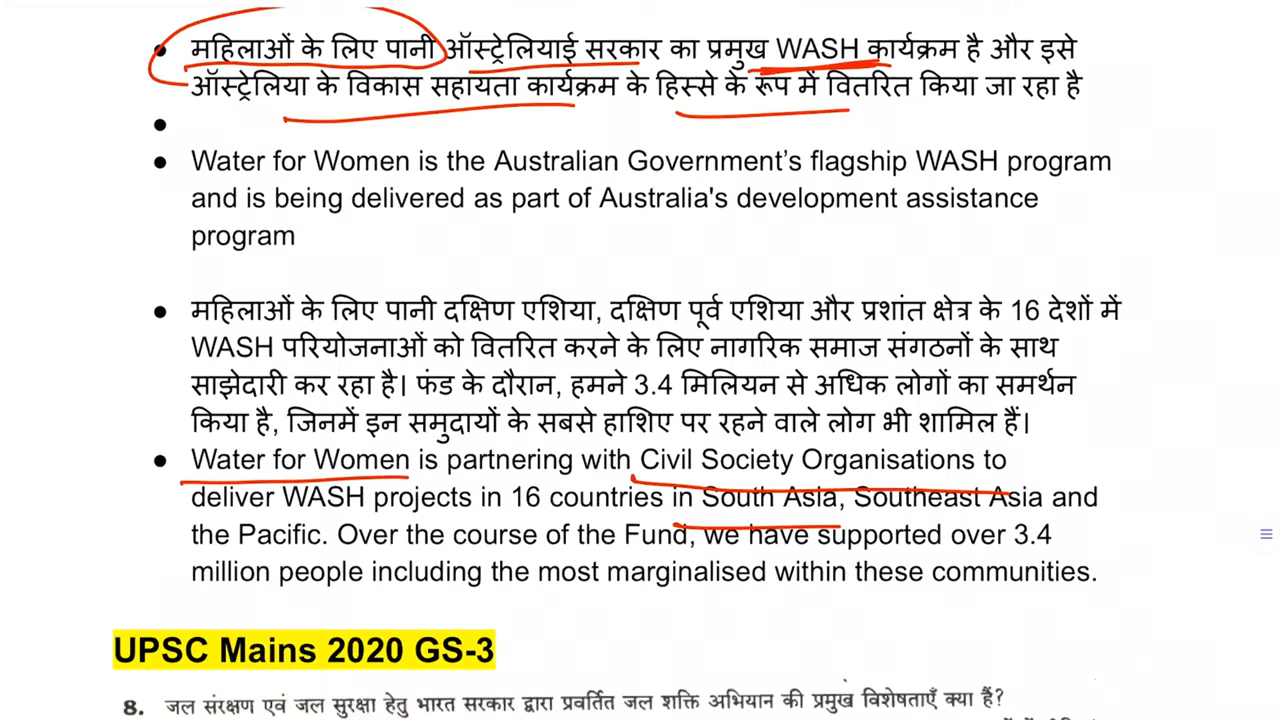 महिलाओं के लिए पानी ऑस्ट्रेलियाई सरकार का प्रमुख WASH कार्यक्रम है और इसे
ऑस्ट्रेलिया के विकास सहायता कार्यक्रम के हिस्से के रूप में वितरित किया जा रहा है
Water for Women is the Australian Government’s flagship WASH program
and is being delivered as part of Australia's development assistance
program
महिलाओं के लिए पानी दक्षिण एशिया, दक्षिण पूर्व एशिया और प्रशांत क्षेत्र के 16 देशों में
WASH परियोजनाओं को वितरित करने के लिए नागरिक समाज संगठनों के साथ
साझेदारी कर रहा है। फंड के दौरान, हमने 3.4 मिलियन से अधिक लोगों का समर्थन
किया है, जिनमें इन समुदायों के सबसे हाशिए पर रहने वाले लोग भी शामिल हैं।
Water for Women is partnering with Civil Society Organisations to
deliver WASH projects in 16 countries in South Asia, Southeast Asia and
the Pacific. Over the course of the Fund, we have supported over 3.4
million people including the most marginalised within these communities.
UPSC Mains 2020 GS-3
8. जल संरक्षण एवं जल सुरक्षा हेतु भारत सरकार द्वारा प्रवर्तित जल शक्ति अभियान की प्रमुख विशेषताएँ क्या हैं?